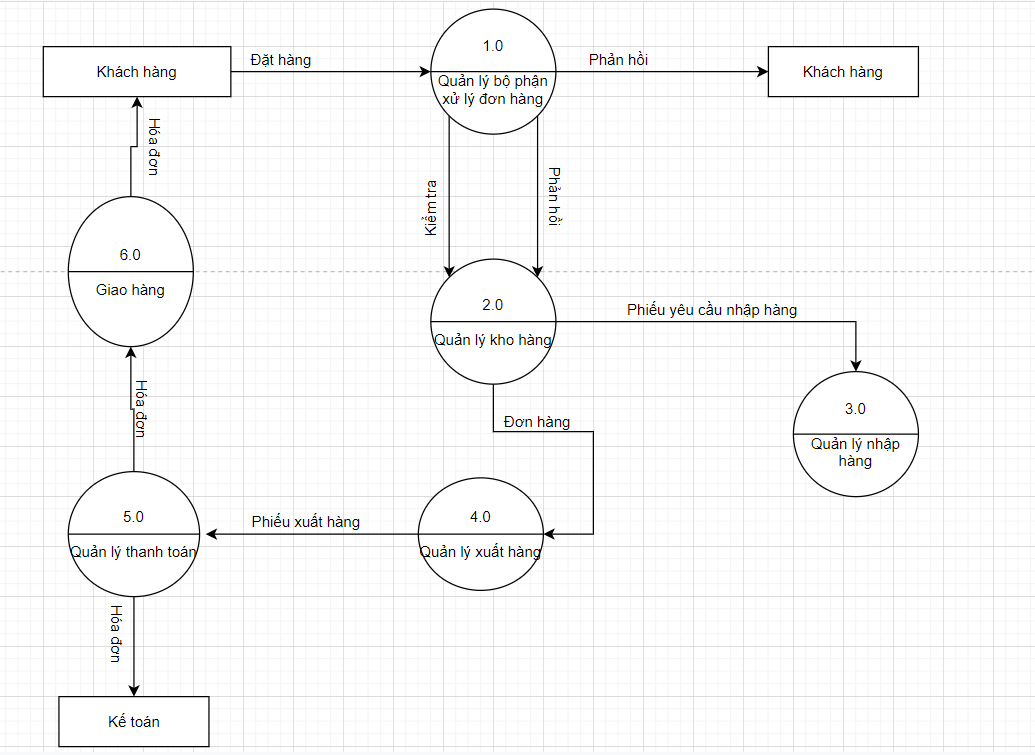 Khách hàng
Đặt hàng
1.0
Quản lý bộ phận
xử lý đơn hàng
Phản hồi
Khách hàng
Hóa đơn
Kiểm tra
Phản hồi
6.0
Giao hàng
2.0
Quản lý kho hàng
Phiếu yêu cầu nhập hàng
3.0
Quản lý nhập
hàng
Hóa đơn
Đơn hàng
5.0
Quản lý thanh toán
Phiếu xuất hàng
4.0
Quản lý xuất hàng
Hóa đơn
Kế toán